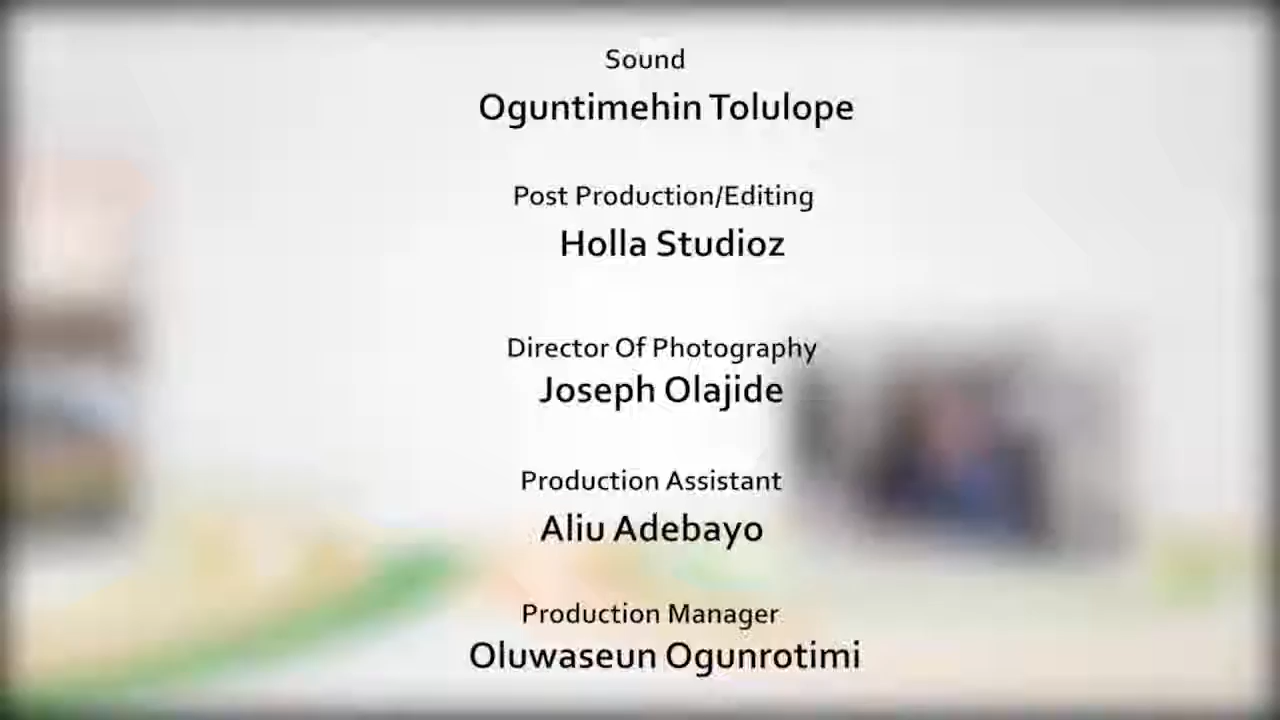 Sound
Oguntimehin Tolulope
Post Production/Editing
Holla Studioz
Director Of Photography
Joseph Olajide
Production Assistant
Aliu Adebayo
Production Manager
Oluwaseun Ogunrotimi